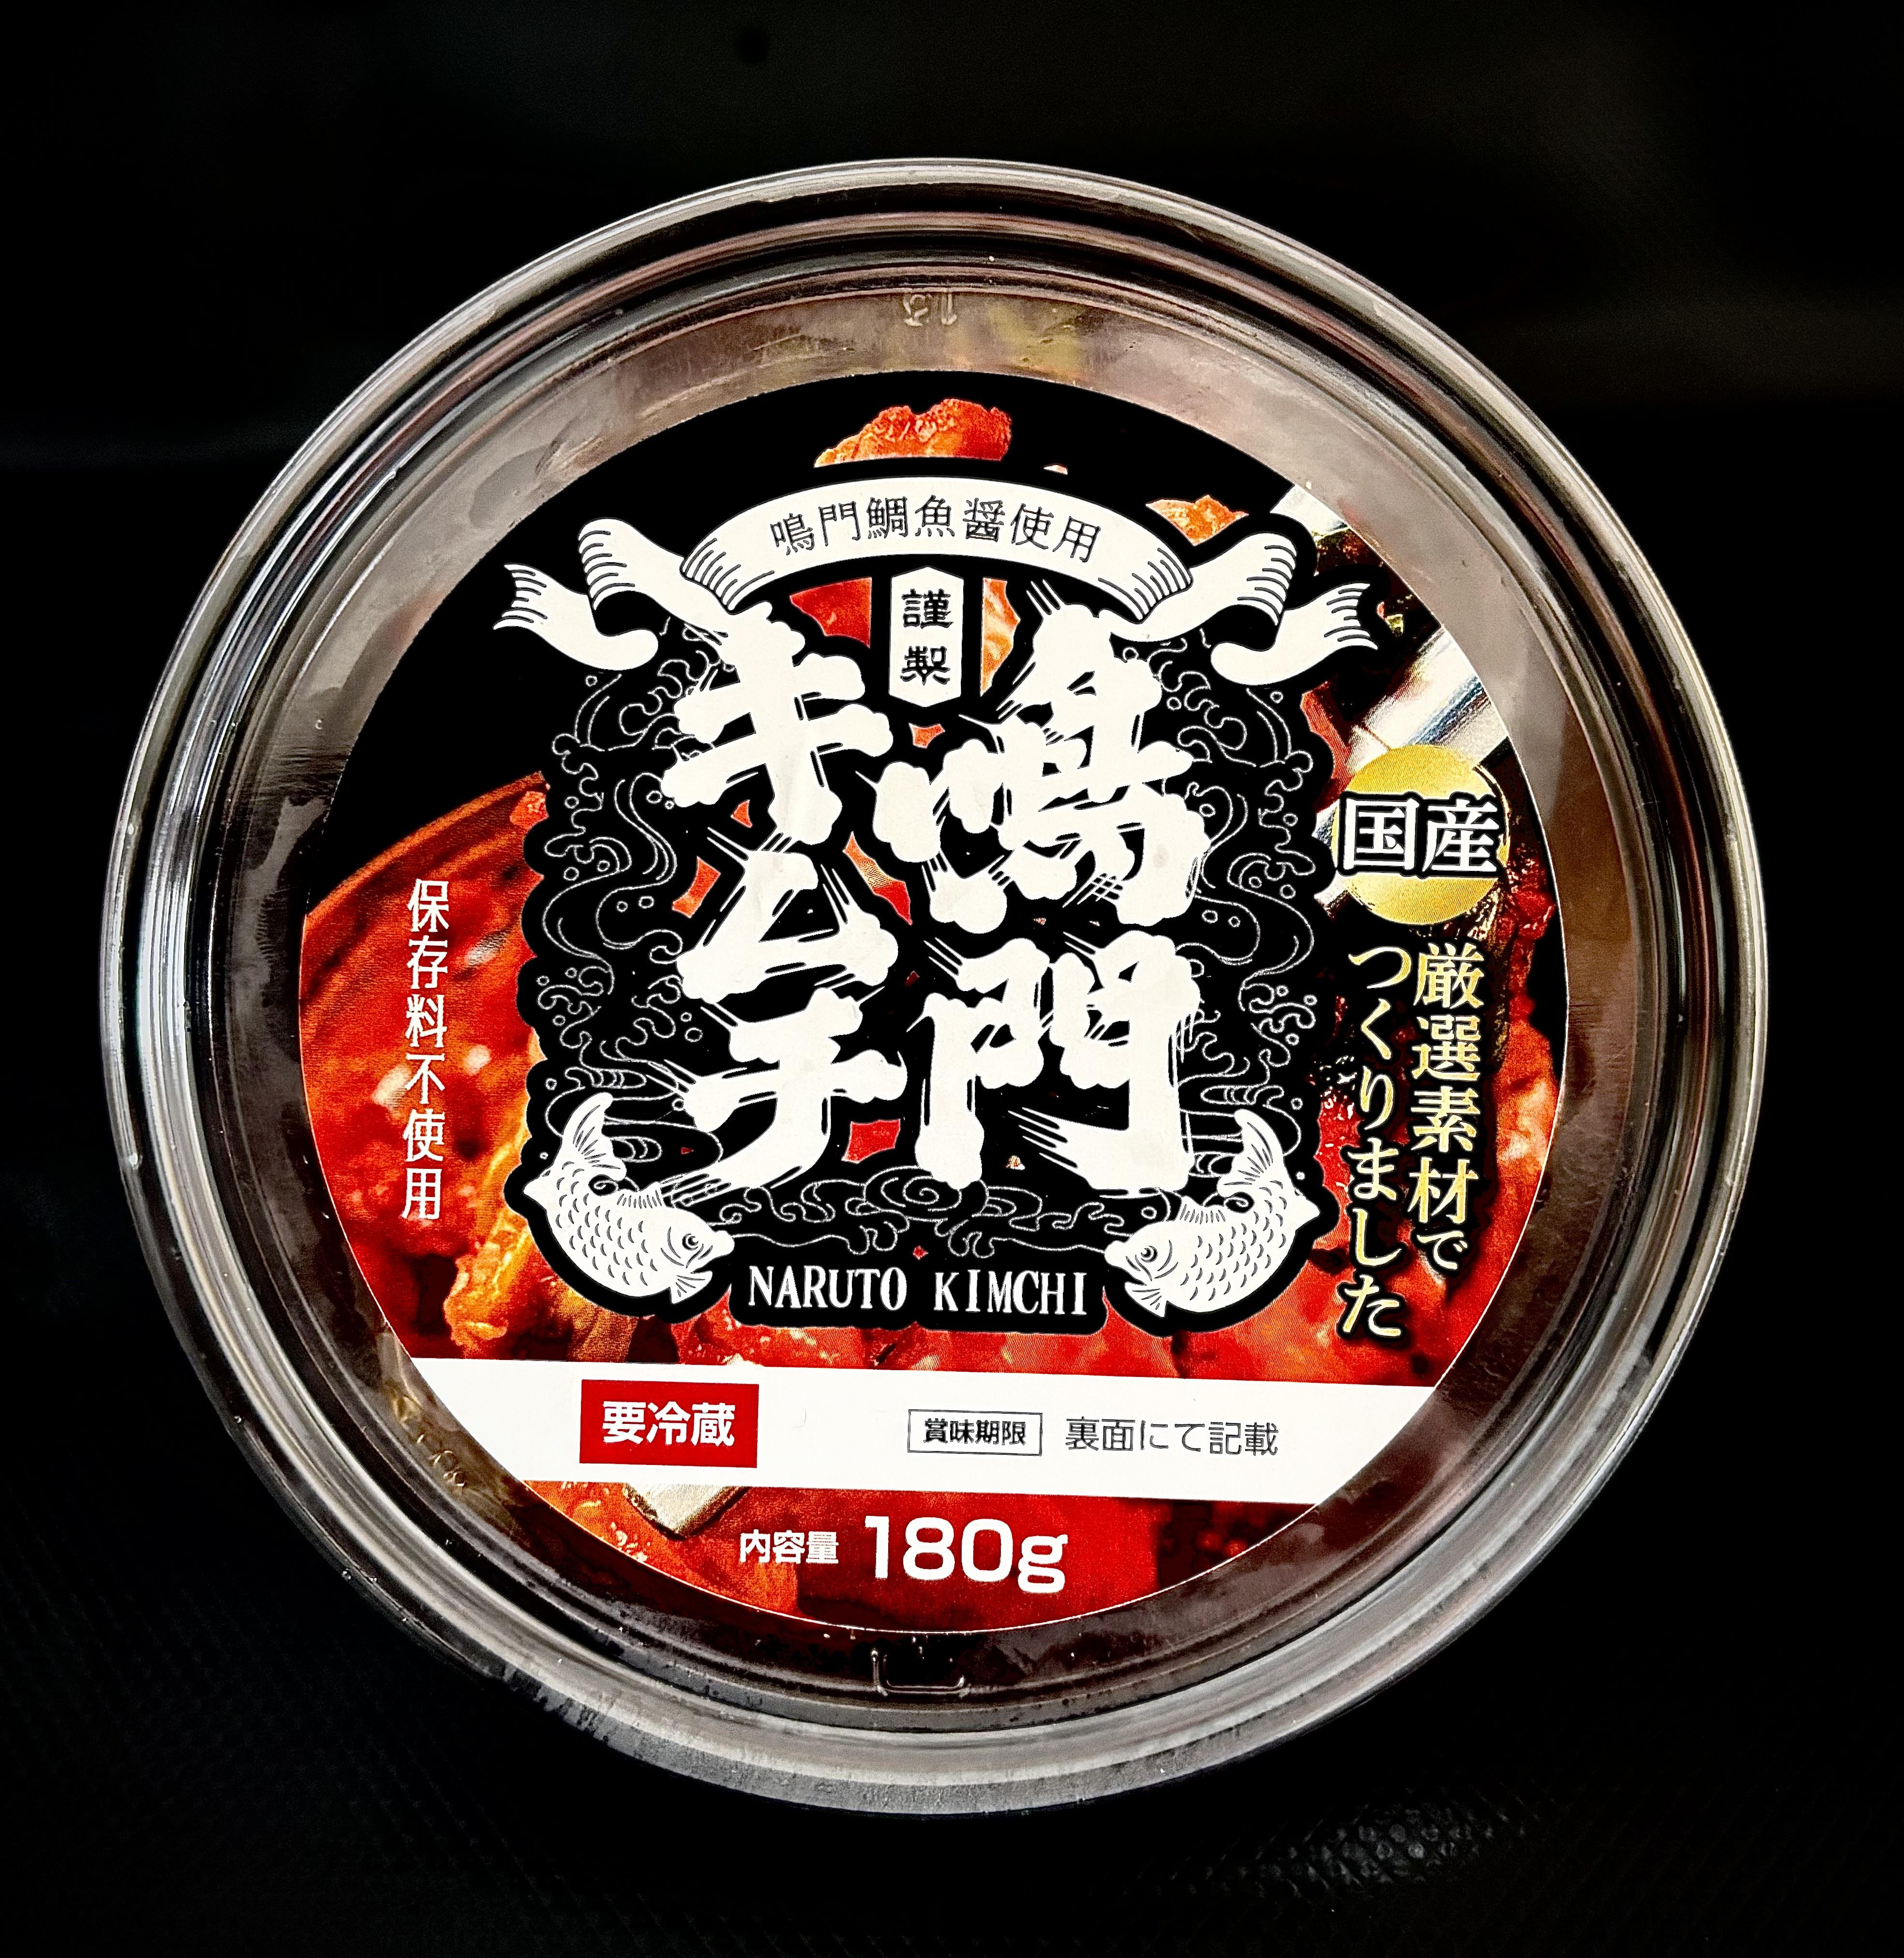 鳴門鯛魚醤使用
謹製
鳴門
キムチ
NARUTO KIMCHI
国産
厳選素材で
つくりました
保存料不使用
要冷蔵
賞味期限 裏面にて記載
内容量 180g